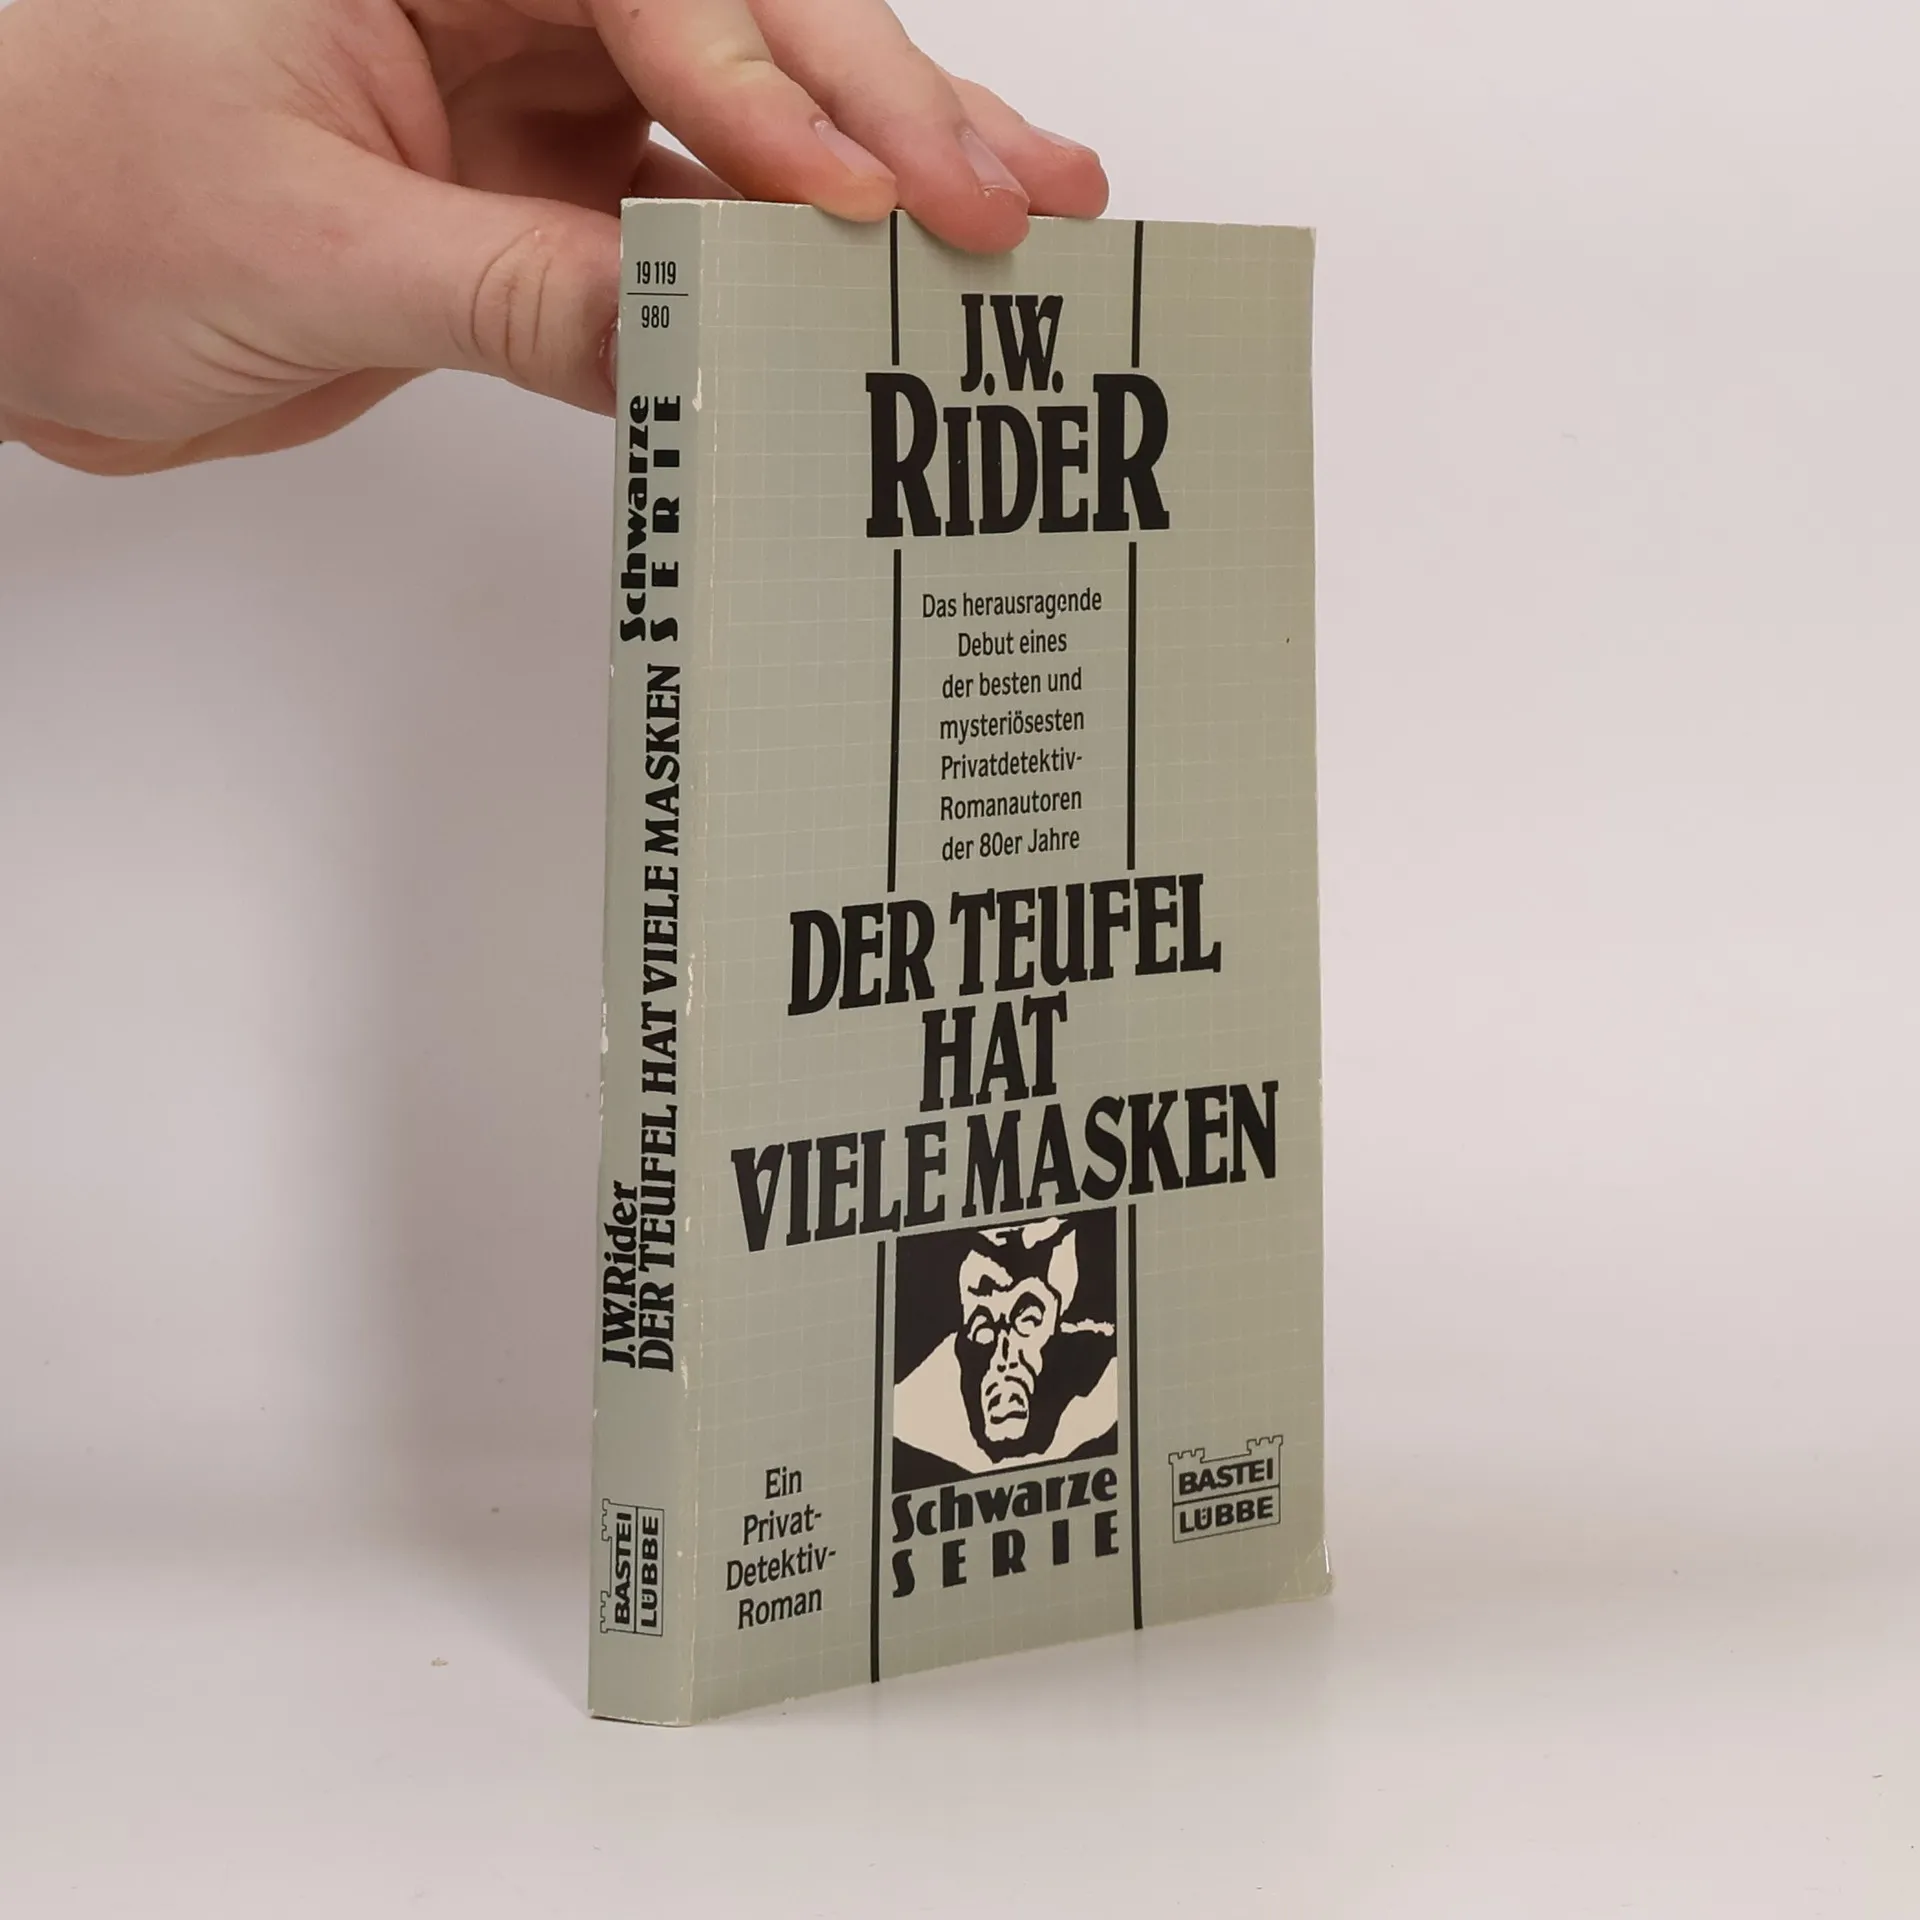 19119
980
Schwarze
SERIE
J.W.Rider
DER TEUFEL HAT VIELE MASKEN
BASTEI
LÜBBE
J.W.
RIDER
Das herausragende
Debut eines
der besten und
mysteriösesten
Privatdetektiv-
Romanautoren
der 80er Jahre
DER TEUFEL
HAT
VIELE MASKEN
Ein
Privat-
Detektiv-
Roman
Schwarze
SERIE
BASTEI
LÜBBE